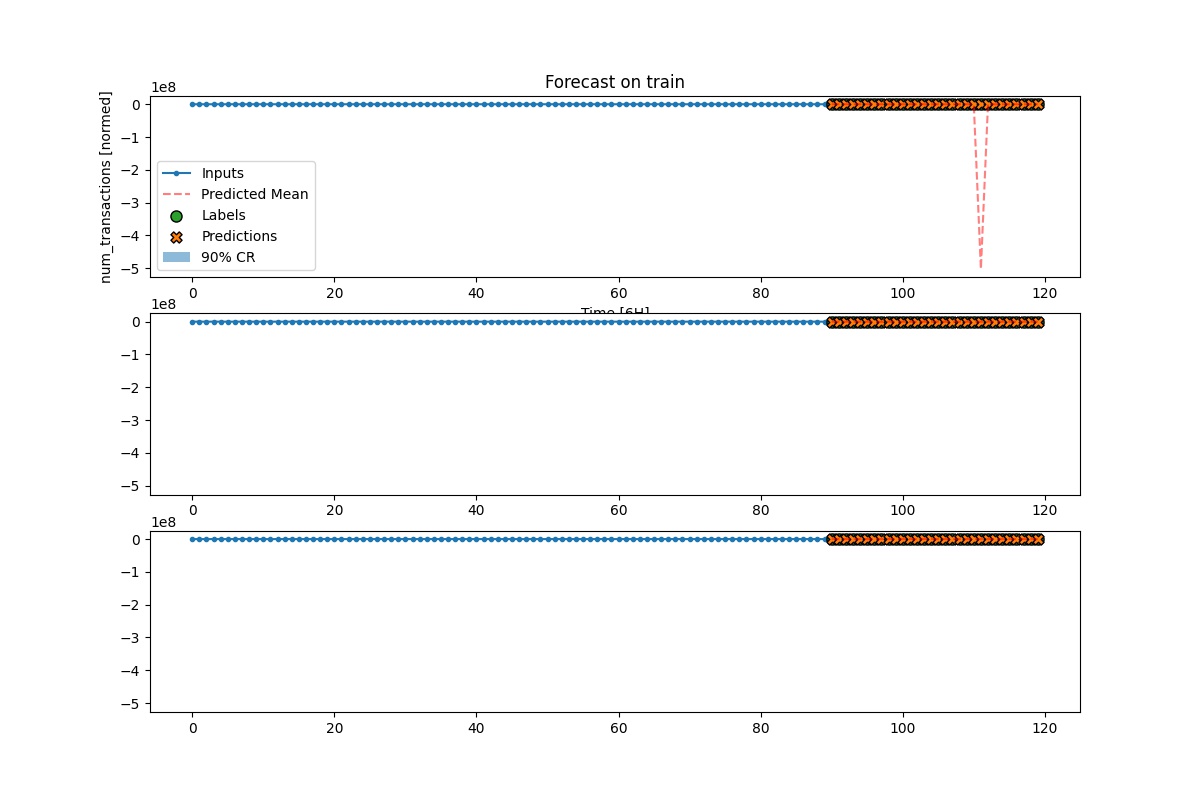 Forecast on train
1e8
num_transactions [normed]
0
−1
−2
−3
−4
−5
Inputs
Predicted Mean
Labels
Predictions
90% CR
0 20 40 60 80 100 120
Time [6H]
1e8
0
−1
−2
−3
−4
−5
0 20 40 60 80 100 120
1e8
0
−1
−2
−3
−4
−5
0 20 40 60 80 100 120